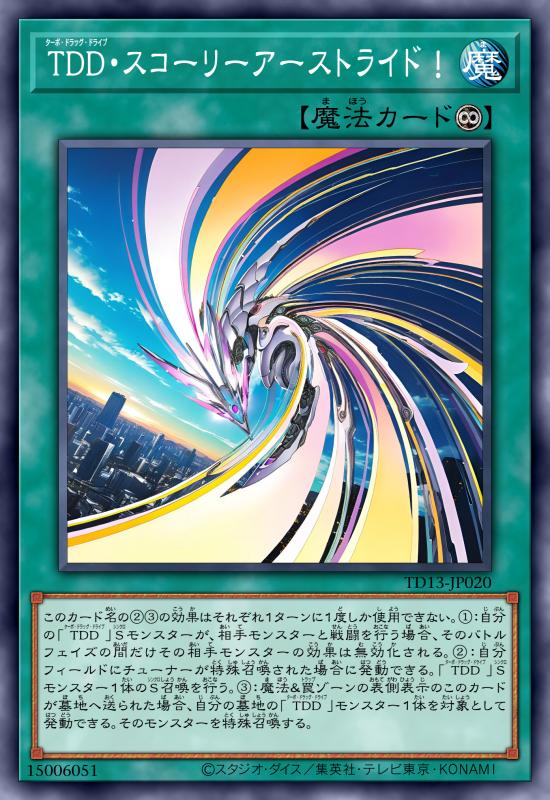 ターボ・ドラッグ・ドライブ
TDD・スコーリーアーストライド！ 魔
【魔法カード】
TD13-JP020
このカード名の②③の効果はそれぞれ1ターンに1度しか使用できない。①：自分
の「TDD」Sモンスターが、相手モンスターと戦闘を行う場合、そのバトル
フェイズの間だけその相手モンスターの効果は無効化される。②：自分
フィールドにチューナーが特殊召喚された場合に発動できる。「TDD」S
モンスター1体のS召喚を行う。③：魔法&罠ゾーンの表側表示のこのカード
が墓地へ送られた場合、自分の墓地の「TDD」モンスター1体を対象として
発動できる。そのモンスターを特殊召喚する。
15006051 ©スタジオ・ダイス／集英社・テレビ東京・KONAMI